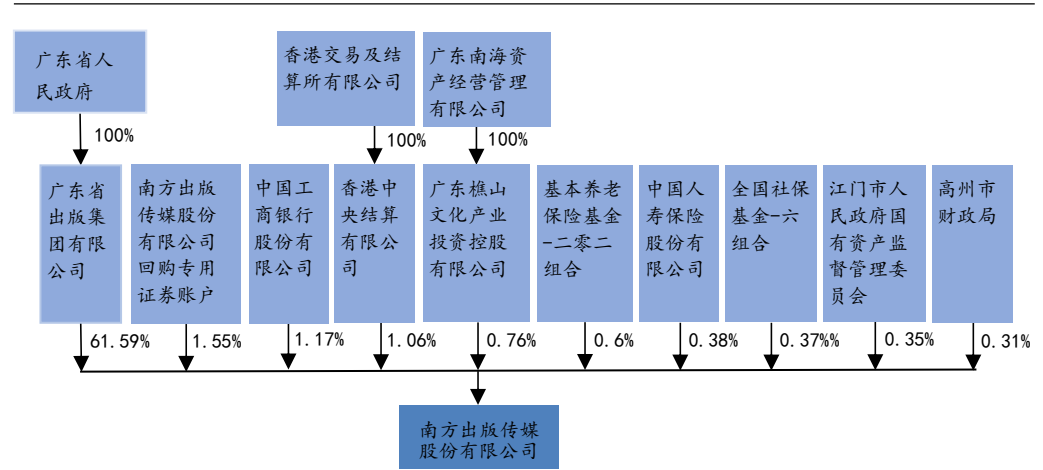 广东省人
民政府
香港交易及结
算所有限公司
广东南海资
产经营管理
有限公司
100%
100%
100%
广东省
出版集
团有限
公司
南方出版
传媒股份
有限公司
回购专用
证券账户
中国工
商银行
股份有
限公司
香港中
央结算
有限公
司
广东樵山
文化产业
投资控股
有限公司
基本养老
保险基金
-二零二
组合
中国人
寿保险
股份有
限公司
全国社保
基金-六
组合
江门市人
民政府国
有资产监
督管理委
员会
高州市
财政局
61.59%
1.55%
1.17%
1.06%
0.76%
0.6%
0.38%
0.37%%
0.35%
0.31%
南方出版传媒
股份有限公司